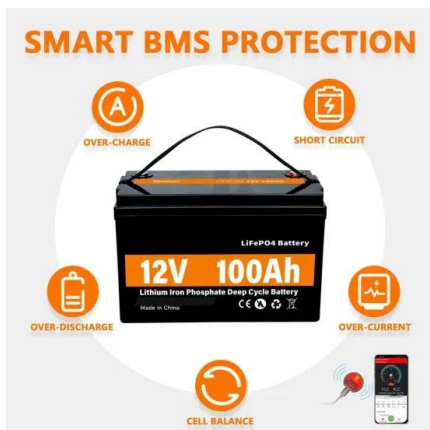 SMART BMS PROTECTION
A
OVER-CHARGE
SHORT CIRCUIT
LiFePO4 Battery
12V 100Ah
Lithium Iron Phosphate Deep Cycle Battery
Made in China
CE
OVER-DISCHARGE
OVER-CURRENT
CELL BALANCE